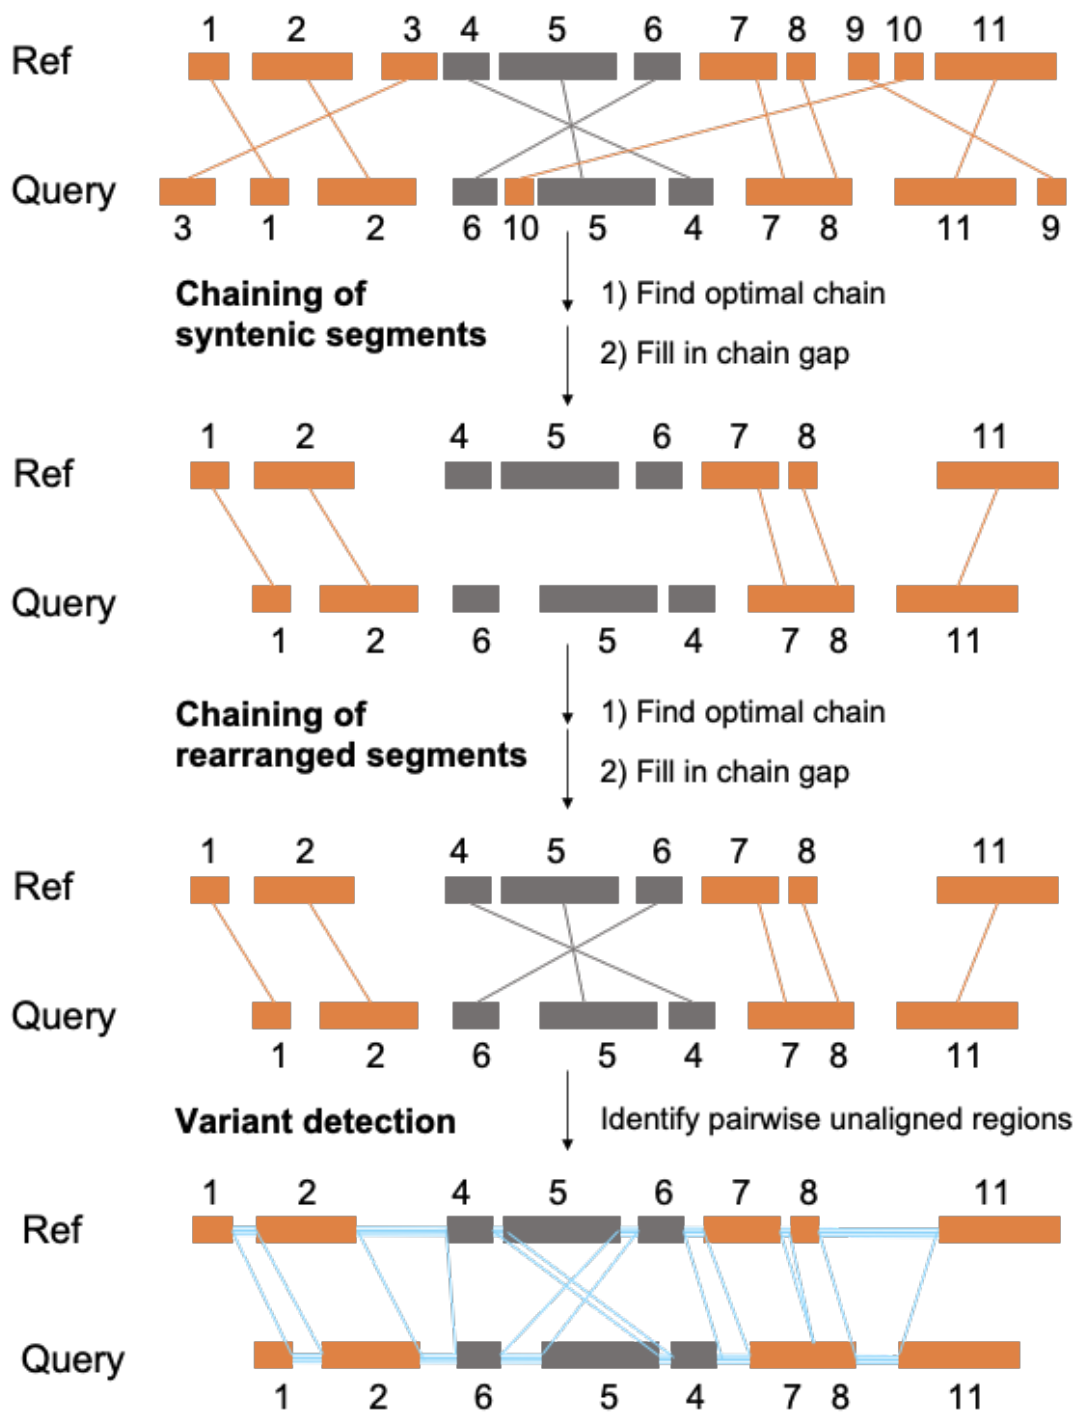 1 2 3 4 5 6 7 8 9 10 11
Ref
Query
3 1 2 6 10 5 4 7 8 11 9
Chaining of
syntenic segments
1) Find optimal chain
2) Fill in chain gap
1 2 4 5 6 7 8 11
Ref
Query
1 2 6 5 4 7 8 11
Chaining of
rearranged segments
1) Find optimal chain
2) Fill in chain gap
1 2 4 5 6 7 8 11
Ref
Query
1 2 6 5 4 7 8 11
Variant detection
Identify pairwise unaligned regions
1 2 4 5 6 7 8 11
Ref
Query
1 2 6 5 4 7 8 11